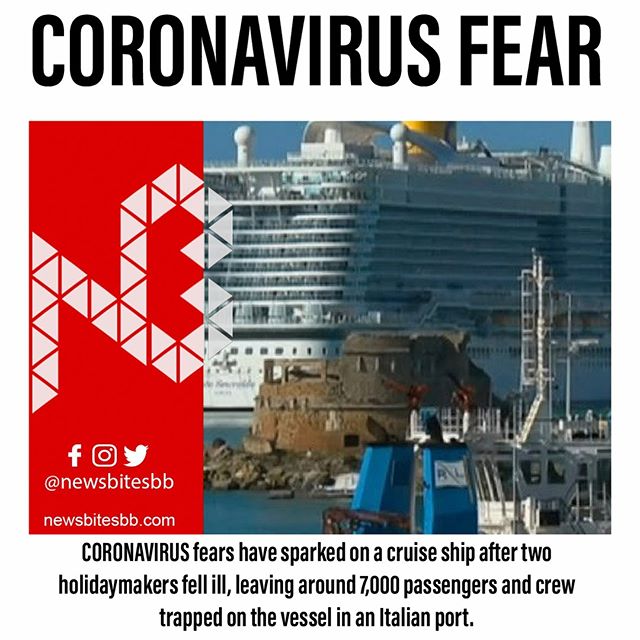 CORONAVIRUS FEAR
@newsbitesbb
newsbitesbb.com
CORONAVIRUS fears have sparked on a cruise ship after two
holidaymakers fell ill, leaving around 7,000 passengers and crew
trapped on the vessel in an Italian port.